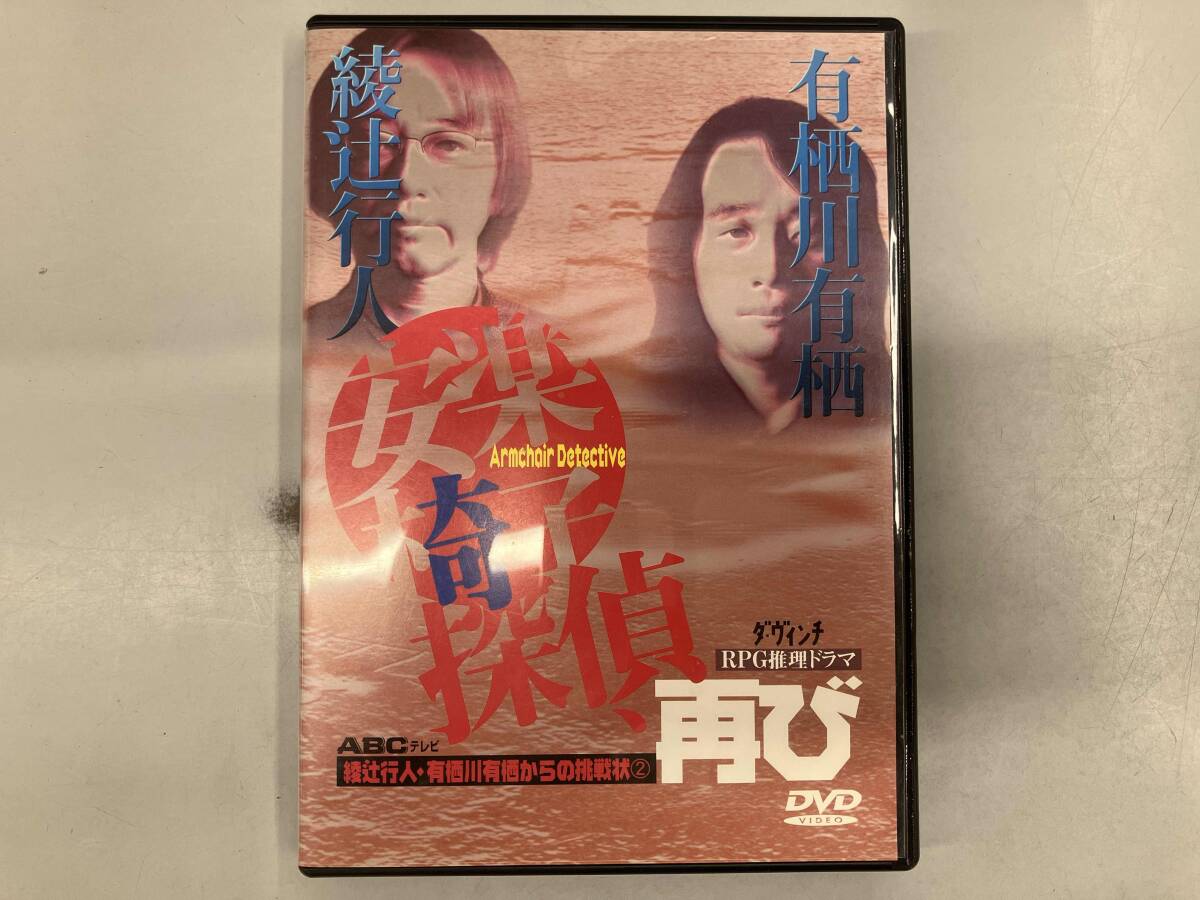 綾辻行人
有栖川有栖
安楽
Armchair Detective
椅子
探偵、
再び
ダ・ヴィンチ
RPG推理ドラマ
ABCテレビ
綾辻行人・有栖川有栖からの挑戦状②
DVD
VIDEO